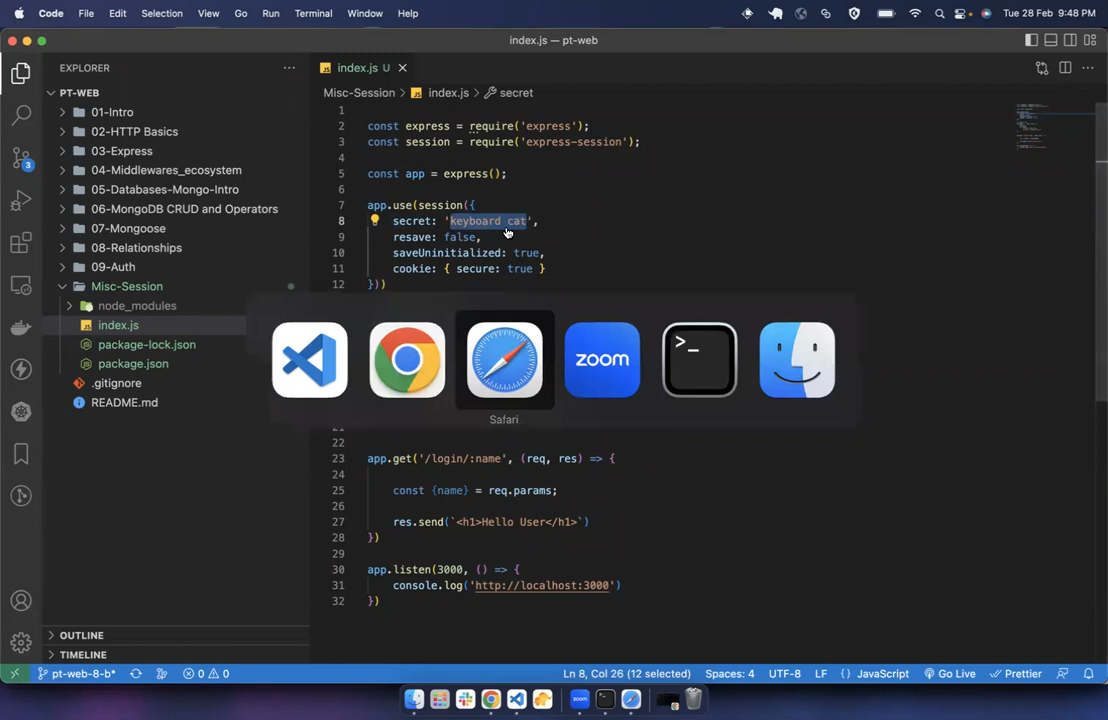 Code File Edit Selection View Go Run Terminal Window Help Tue 28 Feb 9:48 PM
index.js — pt-web
EXPLORER
index.js U
PT-WEB
Misc-Session > index.js > secret
01-Intro
02-HTTP Basics
03-Express
04-Middlewares_ecosystem
05-Databases-Mongo-Intro
06-MongoDB CRUD and Operators
07-Mongoose
08-Relationships
09-Auth
Misc-Session
node_modules
index.js
package-lock.json
package.json
.gitignore
README.md
OUTLINE
TIMELINE
1
2 const express = require('express');
3 const session = require('express-session');
4
5 const app = express();
6
7 app.use(session({
8 secret: 'keyboard cat',
9 resave: false,
10 saveUninitialized: true,
11 cookie: { secure: true }
12 }))
zoom
>_
Safari
21
22
23 app.get('/login/:name', (req, res) => {
24
25 const {name} = req.params;
26
27 res.send(`<h1>Hello User</h1>`)
28 })
29
30 app.listen(3000, () => {
31 console.log('http://localhost:3000')
32 })
3
pt-web-8-b* 0 0 Ln 8, Col 26 (12 selected) Spaces: 4 UTF-8 LF {} JavaScript Go Live Prettier
zoom